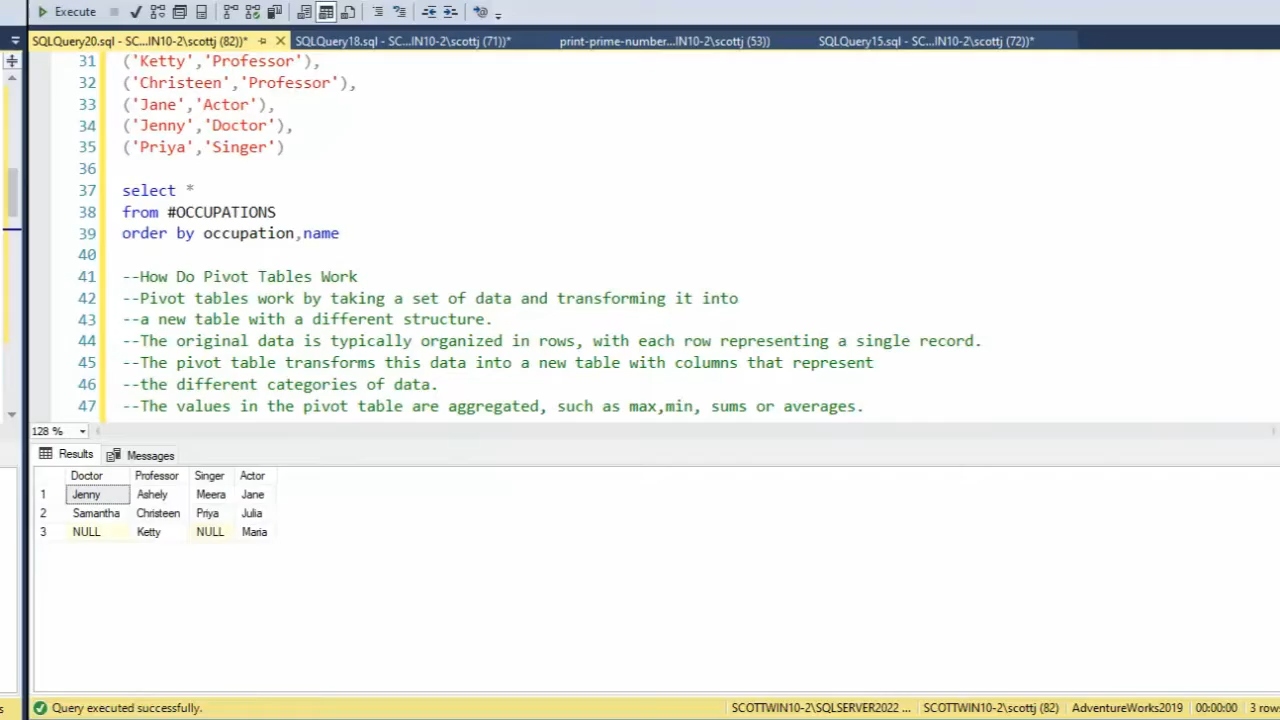 Execute
SQLQuery20.sql - SC...IN10-2\scottj (82))* SQLQuery18.sql - SC...IN10-2\scottj (71))* print-prime-number...IN10-2\scottj (53)) SQLQuery15.sql - SC...IN10-2\scottj (72))*
31 ('Ketty','Professor'),
32 ('Christeen','Professor'),
33 ('Jane','Actor'),
34 ('Jenny','Doctor'),
35 ('Priya','Singer')
36
37 select *
38 from #OCCUPATIONS
39 order by occupation,name
40
41 --How Do Pivot Tables Work
42 --Pivot tables work by taking a set of data and transforming it into
43 --a new table with a different structure.
44 --The original data is typically organized in rows, with each row representing a single record.
45 --The pivot table transforms this data into a new table with columns that represent
46 --the different categories of data.
47 --The values in the pivot table are aggregated, such as max,min, sums or averages.
128 %
Results Messages
Doctor Professor Singer Actor
1 Jenny Ashely Meera Jane
2 Samantha Christeen Priya Julia
3 NULL Ketty NULL Maria
s Query executed successfully. SCOTTWIN10-2\SQLSERVER2022 ... SCOTTWIN10-2\scottj (82) AdventureWorks2019 00:00:00 3 rows